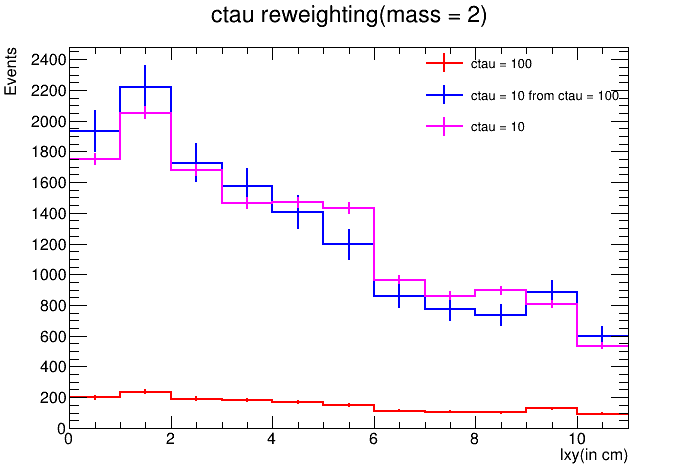 ctau reweighting(mass = 2)
Events
2400
2200
2000
1800
1600
1400
1200
1000
800
600
400
200
0
ctau = 100
ctau = 10 from ctau = 100
ctau = 10
0 2 4 6 8 10
lxy(in cm)